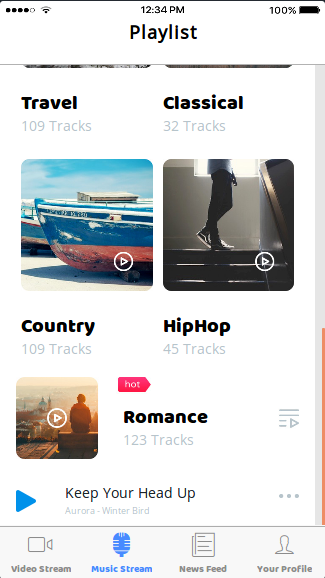 12:34 PM 100%
Playlist
Travel Classical
109 Tracks 32 Tracks
Country HipHop
109 Tracks 45 Tracks
hot
Romance
123 Tracks
Keep Your Head Up
Aurora - Winter Bird
Video Stream Music Stream News Feed Your Profile